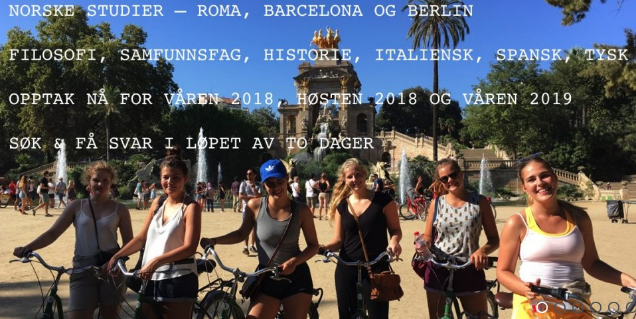 NORSKE STUDIER – ROMA, BARCELONA OG BERLIN
FILOSOFI, SAMFUNNSFAG, HISTORIE, ITALIENSK, SPANSK, TYSK
OPPTAK NÅ FOR VÅREN 2018, HØSTEN 2018 OG VÅREN 2019
SØK & FÅ SVAR I LØPET AV TO DAGER